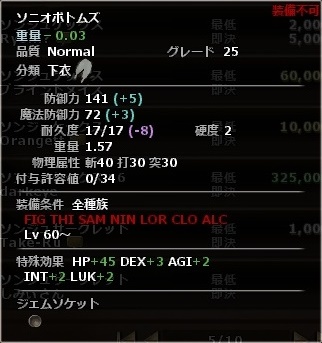 装備不可
ソニオボトムズ
重量 - 0.03
品質 Normal グレード 25
分類 下衣
防御力 141 (+5)
魔法防御力 72 (+3)
耐久度 17/17 (-8) 硬度 2
重量 1.57
物理属性 斬40 打30 突30
付与許容値 0/34
装備条件 全種族
FIG THI SAM NIN LOR CLO ALC
Lv 60～
特殊効果 HP+45 DEX+3 AGI+2
INT+2 LUK+2
ジェムソケット